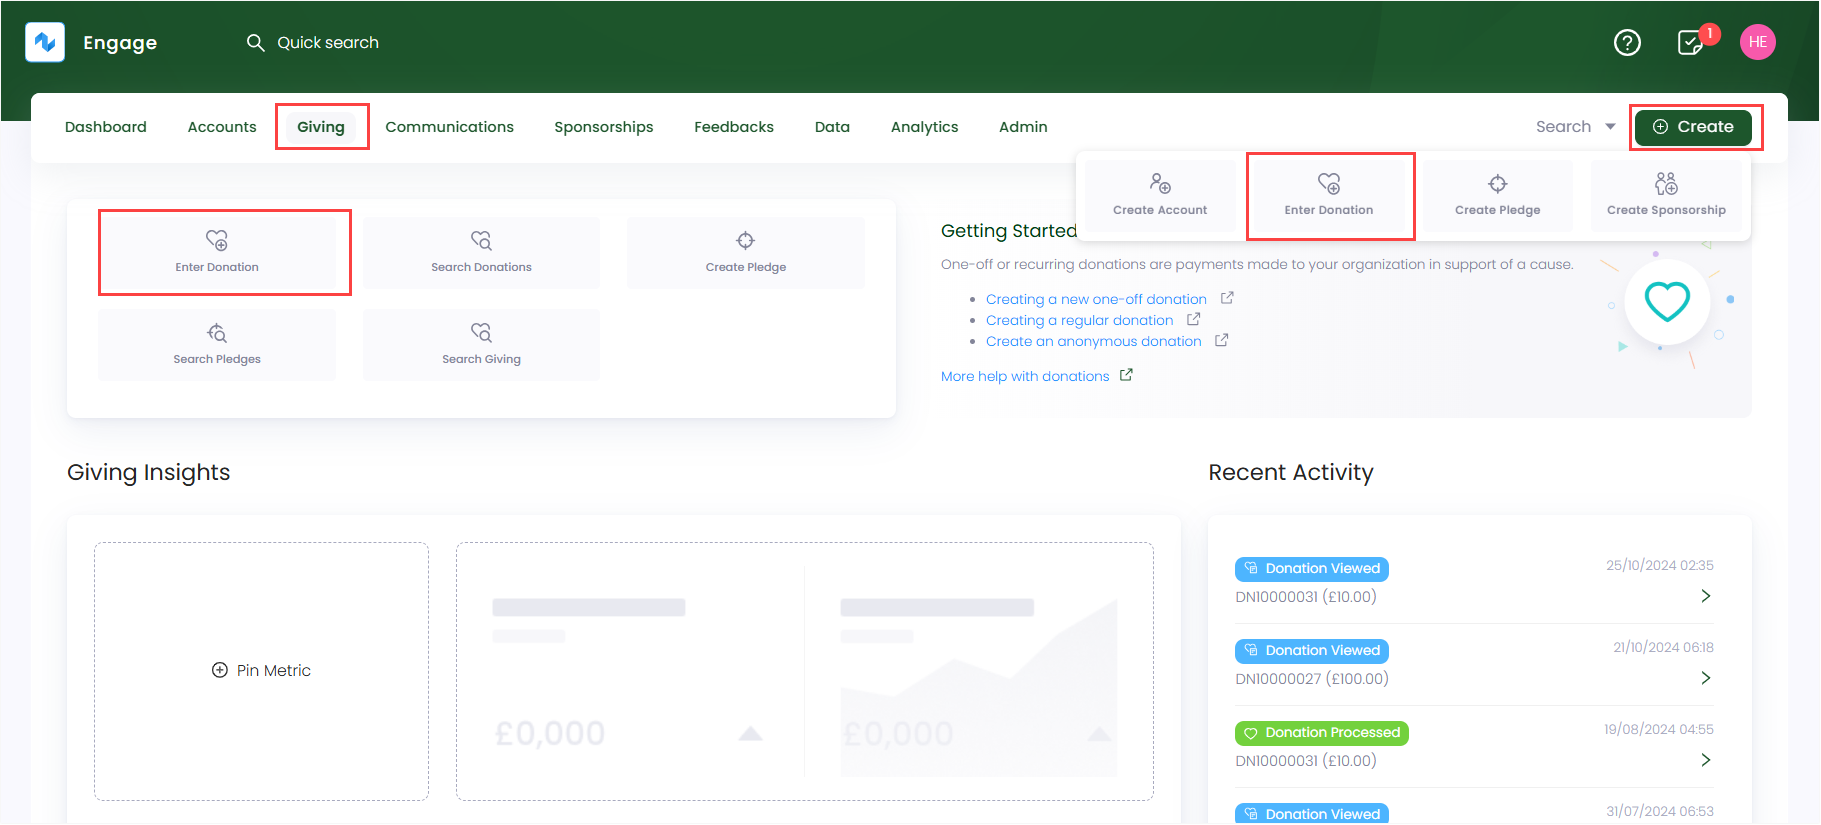 Engage
Quick search
1
HE
Dashboard Accounts Giving Communications Sponsorships Feedbacks Data Analytics Admin
Search
Create
Create Account Enter Donation Create Pledge Create Sponsorship
Enter Donation Search Donations Create Pledge
Search Pledges Search Giving
Getting Started
One-off or recurring donations are payments made to your organization in support of a cause.
Creating a new one-off donation
Creating a regular donation
Create an anonymous donation
More help with donations
Giving Insights
Pin Metric
£0,000
£0,000
Recent Activity
Donation Viewed 25/10/2024 02:35
DN10000031 (£10.00)
Donation Viewed 21/10/2024 06:18
DN10000027 (£100.00)
Donation Processed 19/08/2024 04:55
DN10000031 (£10.00)
Donation Viewed 31/07/2024 06:53